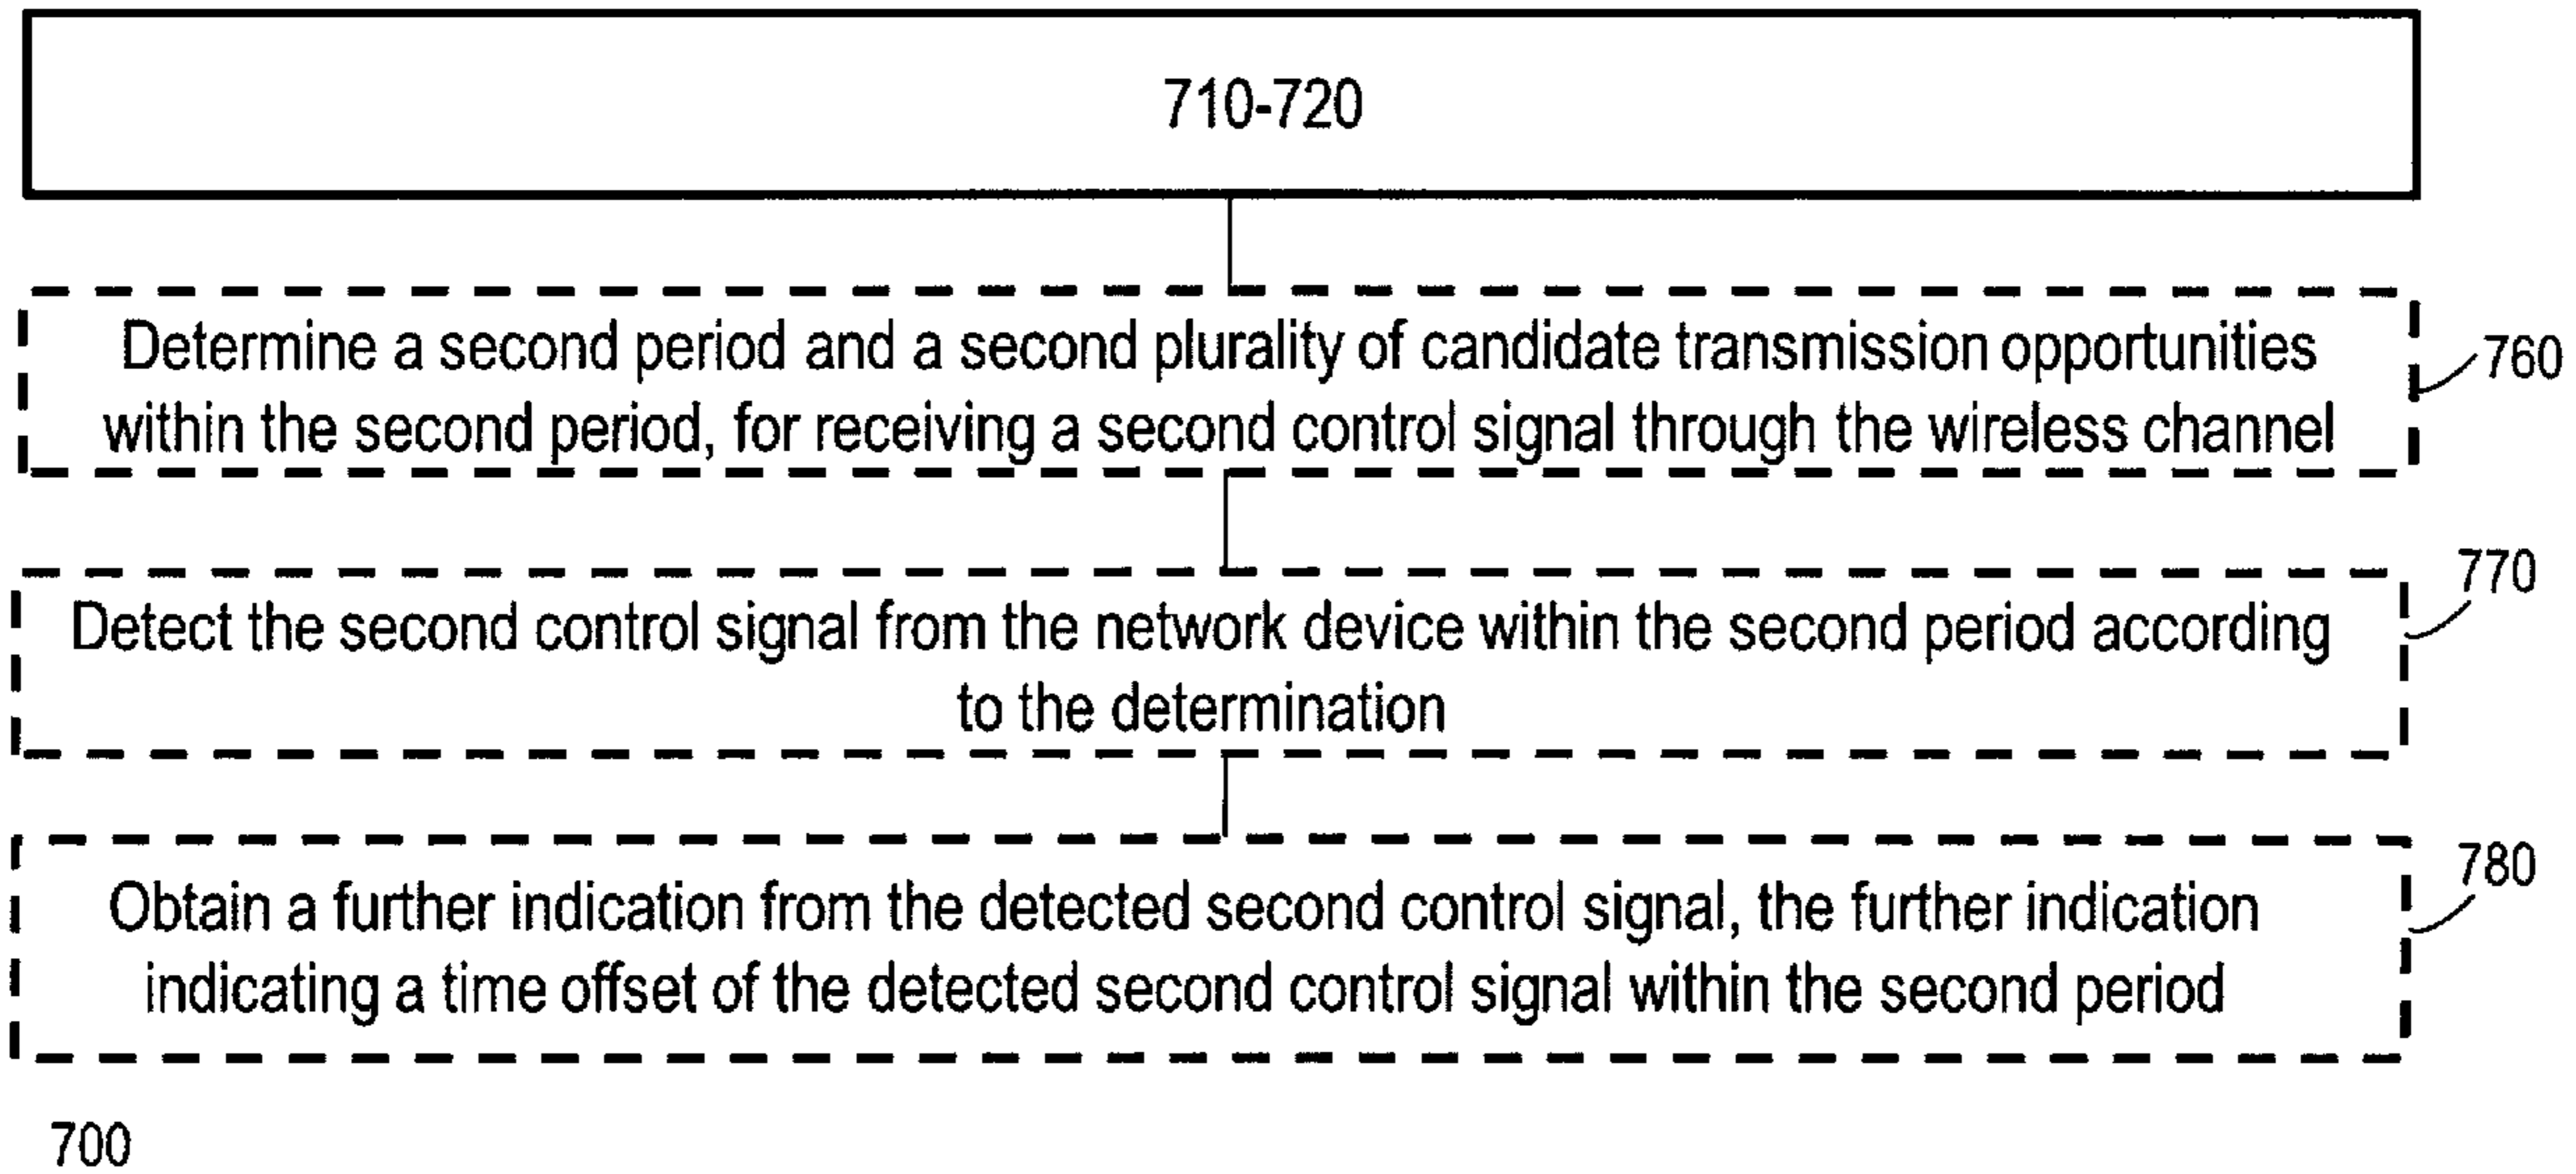 710-720
Determine a second period and a second plurality of candidate transmission opportunities
within the second period, for receiving a second control signal through the wireless channel
760
Detect the second control signal from the network device within the second period according
to the determination
770
Obtain a further indication from the detected second control signal, the further indication
indicating a time offset of the detected second control signal within the second period
780
700